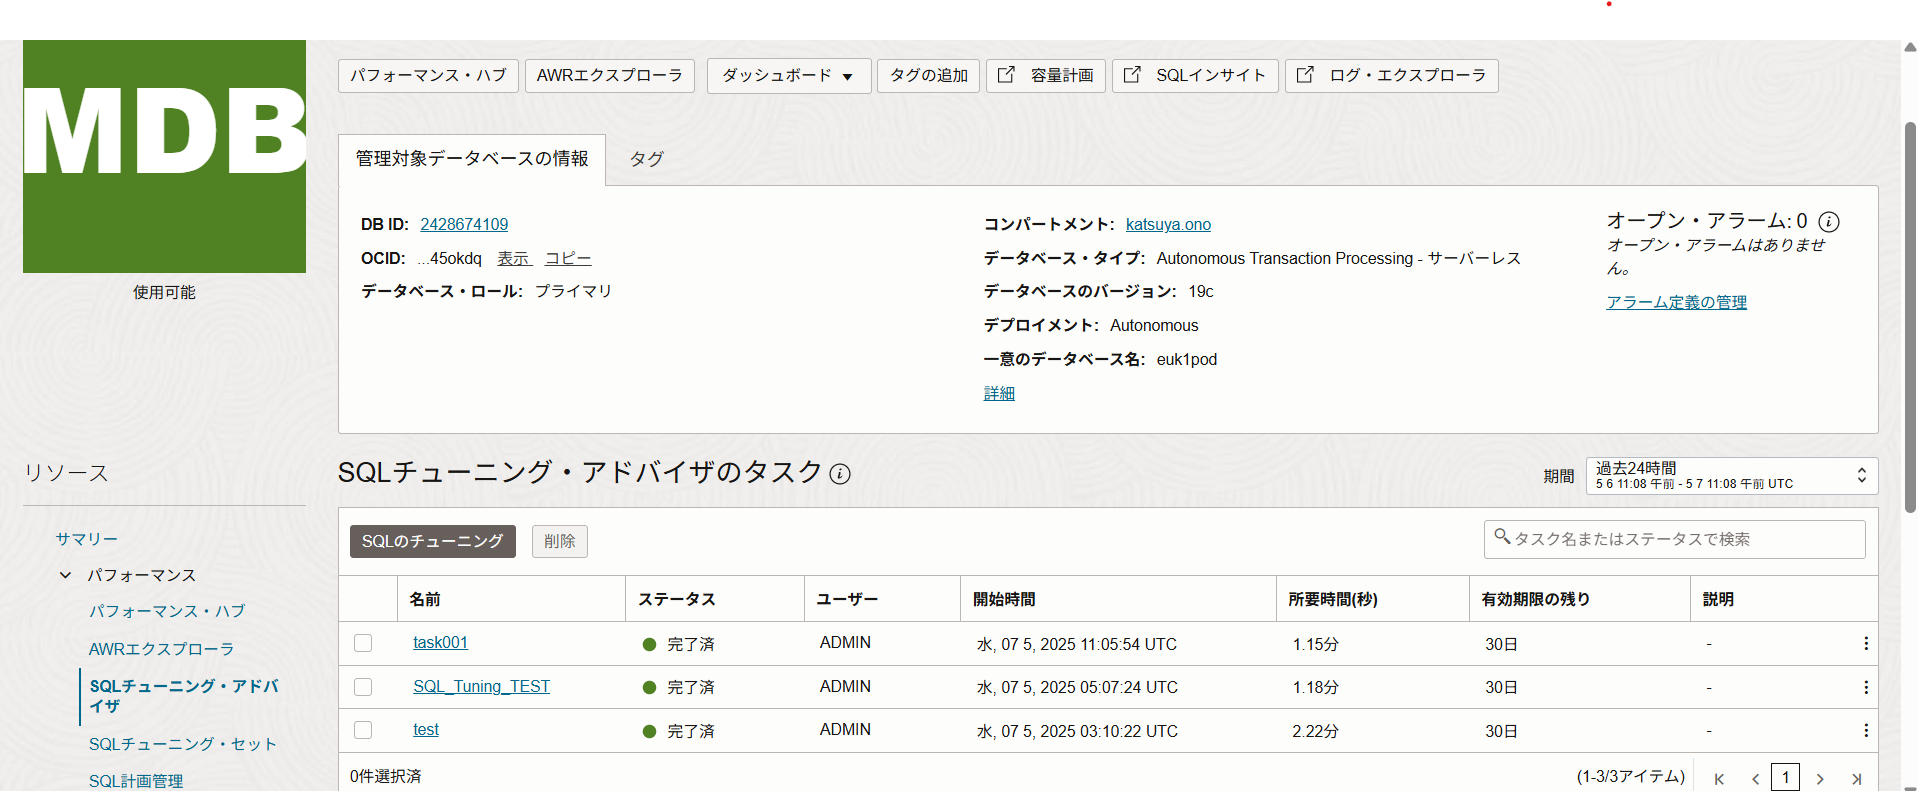 パフォーマンス・ハブ
AWRエクスプローラ
ダッシュボード
タグの追加
容量計画
SQLインサイト
ログ・エクスプローラ
MDB
使用可能
管理対象データベースの情報
タグ
DB ID: 2428674109
OCID: ...45okdq 表示 コピー
データベース・ロール: プライマリ
コンパートメント: katsuya.ono
データベース・タイプ: Autonomous Transaction Processing - サーバーレス
データベースのバージョン: 19c
デプロイメント: Autonomous
一意のデータベース名: euk1pod
詳細
オープン・アラーム: 0
オープン・アラームはありませ
ん。
アラーム定義の管理
リソース
サマリー
パフォーマンス
パフォーマンス・ハブ
AWRエクスプローラ
SQLチューニング・アドバ
イザ
SQLチューニング・セット
SQL計画管理
SQLチューニング・アドバイザのタスク
期間
過去24時間
5 6 11:08 午前 - 5 7 11:08 午前 UTC
SQLのチューニング
削除
タスク名またはステータスで検索
名前 ステータス ユーザー 開始時間 所要時間(秒) 有効期限の残り 説明
task001 完了済 ADMIN 水, 07 5, 2025 11:05:54 UTC 1.15分 30日 -
SQL_Tuning_TEST 完了済 ADMIN 水, 07 5, 2025 05:07:24 UTC 1.18分 30日 -
test 完了済 ADMIN 水, 07 5, 2025 03:10:22 UTC 2.22分 30日 -
0件選択済
(1-3/3アイテム)
1